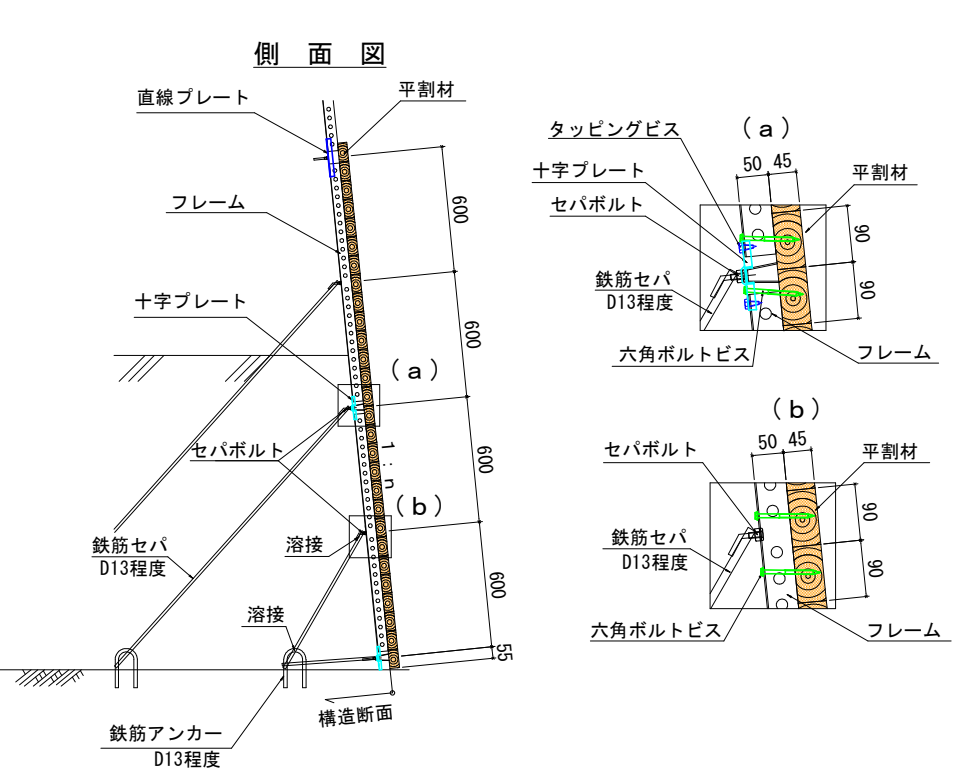 側面図
直線プレート
平割材
フレーム
十字プレート
セパボルト
鉄筋セパ
D13程度
溶接
溶接
鉄筋アンカー
D13程度
構造断面
(a)
(b)
1:n
600
600
600
600
55
(a)
タッピングビス
十字プレート
セパボルト
鉄筋セパ
D13程度
六角ボルトビス
50
45
平割材
90
90
フレーム
(b)
セパボルト
鉄筋セパ
D13程度
六角ボルトビス
50
45
平割材
90
90
フレーム